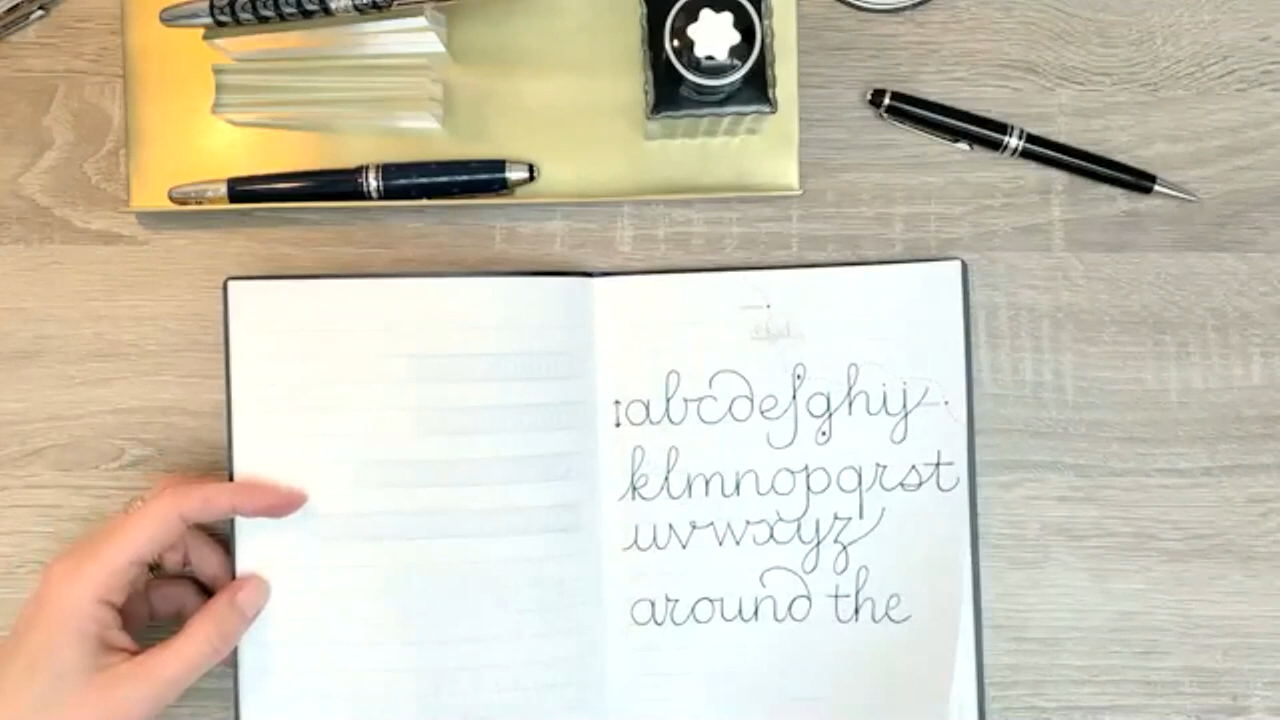 abcdefghij
klmnopqrst
uvwxyz
around the